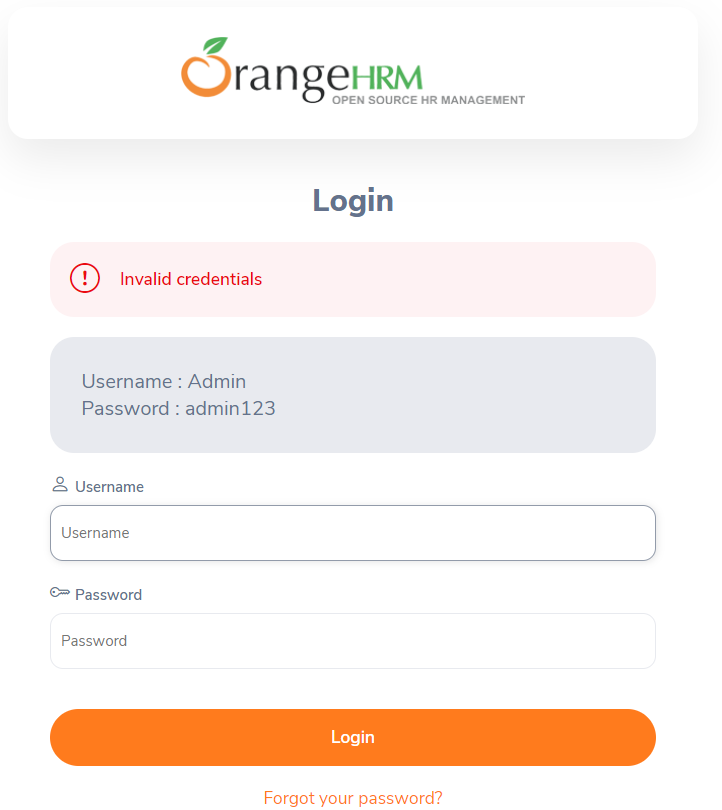 OrangeHRM
OPEN SOURCE HR MANAGEMENT
Login
Invalid credentials
Username : Admin
Password : admin123
Username
Username
Password
Password
Login
Forgot your password?